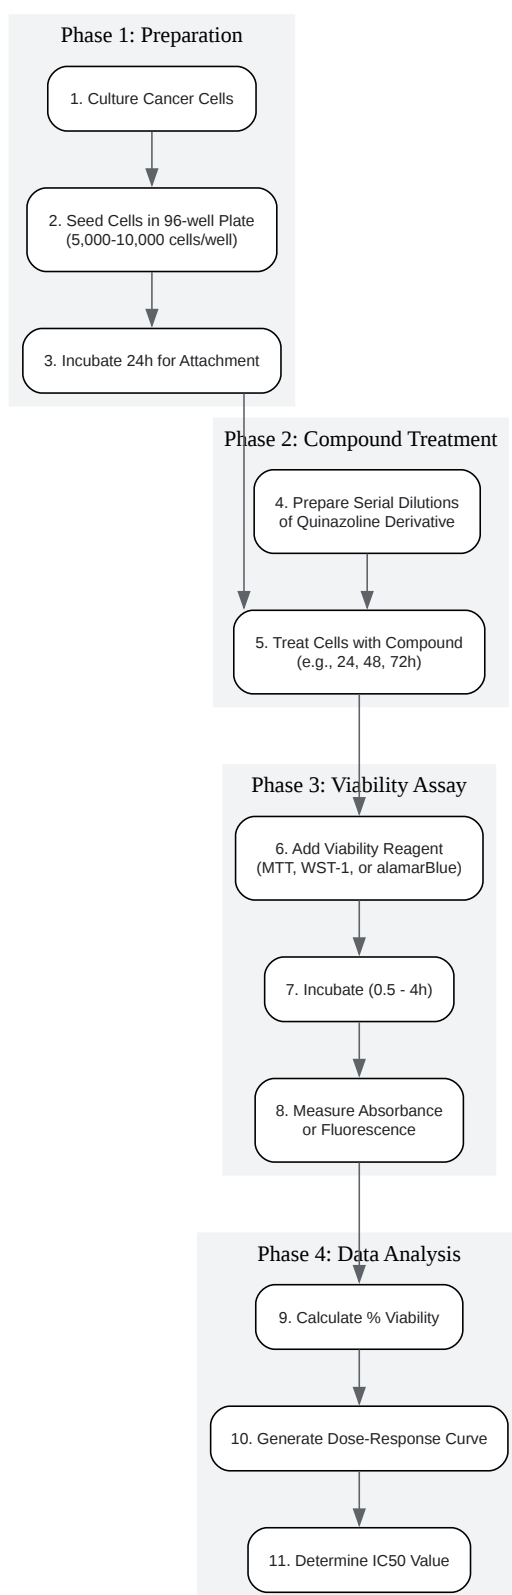 Phase 1: Preparation
1. Culture Cancer Cells
2. Seed Cells in 96-well Plate
(5,000-10,000 cells/well)
3. Incubate 24h for Attachment
Phase 2: Compound Treatment
4. Prepare Serial Dilutions
of Quinazoline Derivative
5. Treat Cells with Compound
(e.g., 24, 48, 72h)
Phase 3: Viability Assay
6. Add Viability Reagent
(MTT, WST-1, or alamarBlue)
7. Incubate (0.5 - 4h)
8. Measure Absorbance
or Fluorescence
Phase 4: Data Analysis
9. Calculate % Viability
10. Generate Dose-Response Curve
11. Determine IC50 Value